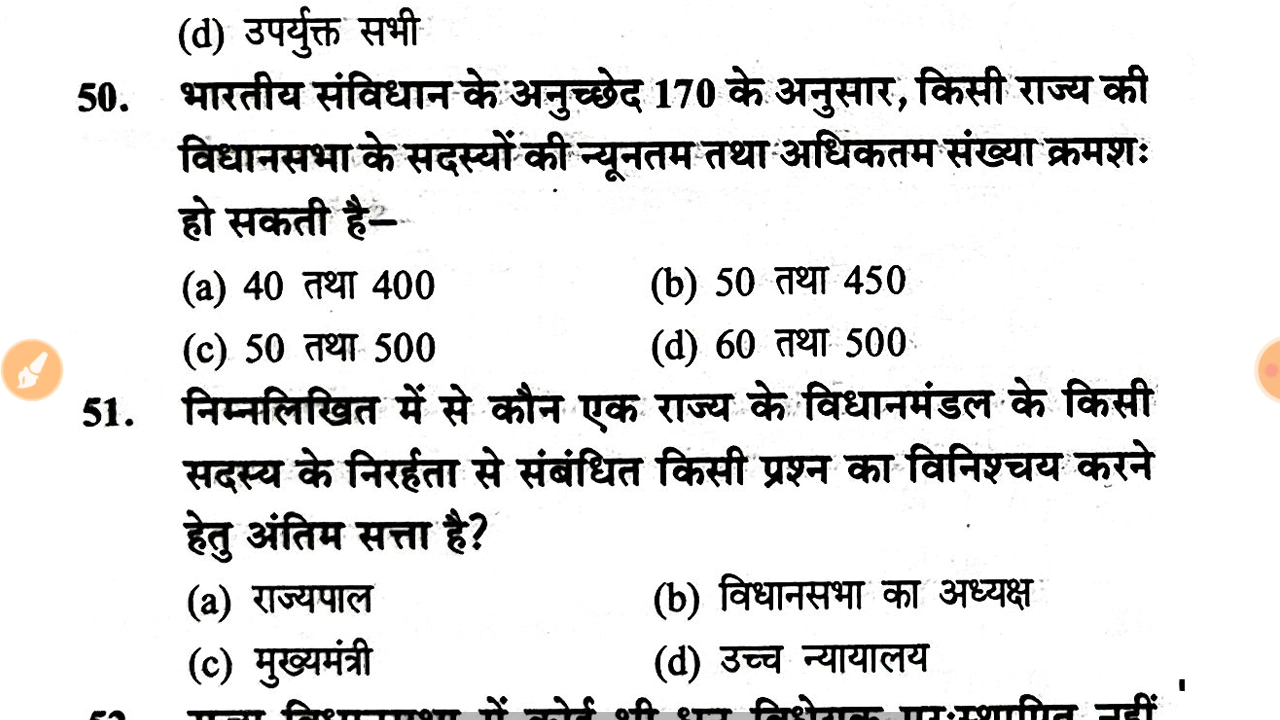 (d) उपर्युक्त सभी
50. भारतीय संविधान के अनुच्छेद 170 के अनुसार, किसी राज्य की
विधानसभा के सदस्यों की न्यूनतम तथा अधिकतम संख्या क्रमशः
हो सकती है–
(a) 40 तथा 400 (b) 50 तथा 450
(c) 50 तथा 500 (d) 60 तथा 500
51. निम्नलिखित में से कौन एक राज्य के विधानमंडल के किसी
सदस्य के निरर्हता से संबंधित किसी प्रश्न का विनिश्चय करने
हेतु अंतिम सत्ता है?
(a) राज्यपाल (b) विधानसभा का अध्यक्ष
(c) मुख्यमंत्री (d) उच्च न्यायालय